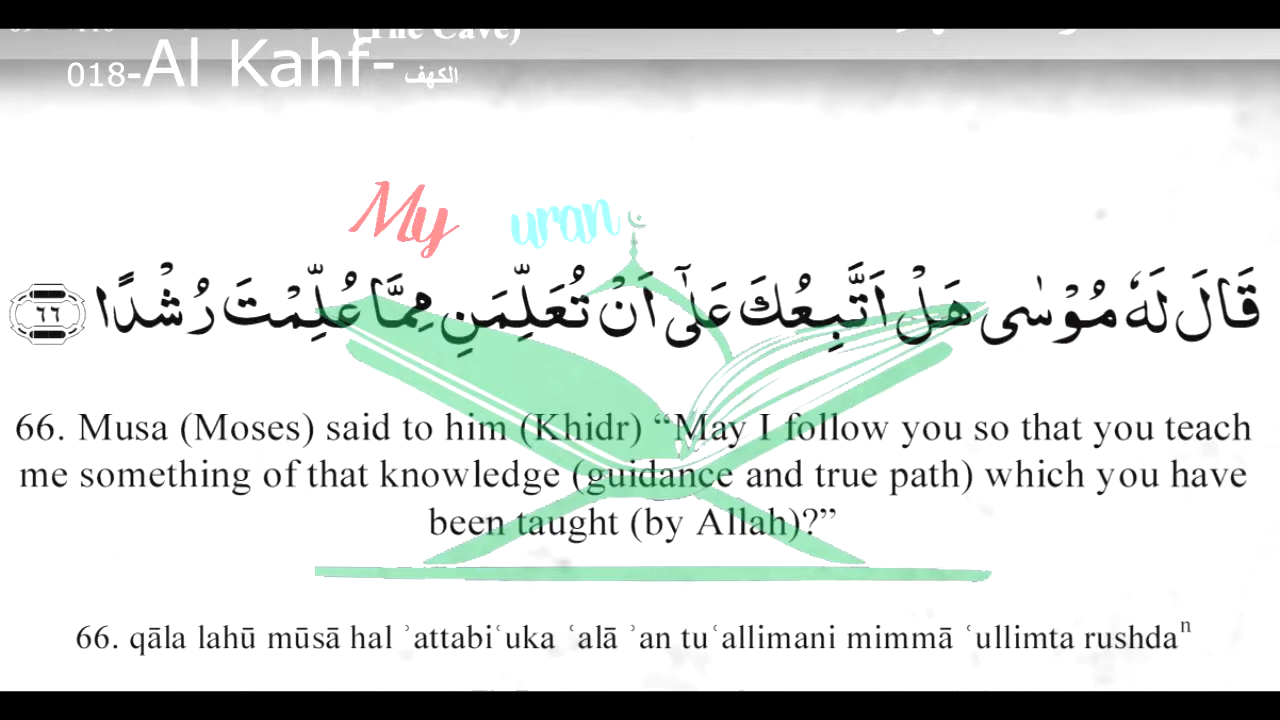 (The Cave)
018-Al Kahf- الكهف
My uran
قَالَ لَهٗ مُوْسٰى هَلْ اَتَّبِعُكَ عَلٰٓى اَنْ تُعَلِّمَنِ مِمَّا عُلِّمْتَ رُشْدًا ٦٦
66. Musa (Moses) said to him (Khidr) “May I follow you so that you teach
me something of that knowledge (guidance and true path) which you have
been taught (by Allah)?”
66. qāla lahū mūsā hal ʾattabiʿuka ʿalā ʾan tuʿallimani mimmā ʿullimta rushdaⁿ